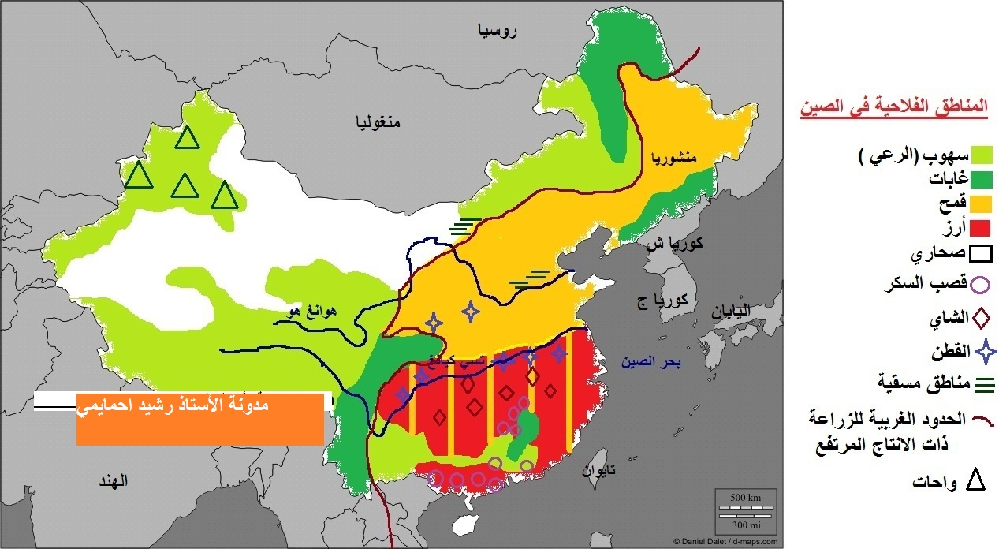 روسيا
منغوليا
منشوريا
كوريا ش
كوريا ج
اليابان
هوانغ هو
تسي كيانغ
بحر الصين
تايوان
الهند
مدونة الأستاذ رشيد احمايمي
500 km
300 mi
© Daniel Dalet / d-maps.com
المناطق الفلاحية في الصين
سهوب (الرعي )
غابات
قمح
أرز
صحاري
قصب السكر
الشاي
القطن
مناطق مسقية
الحدود الغربية للزراعة
ذات الانتاج المرتفع
واحات